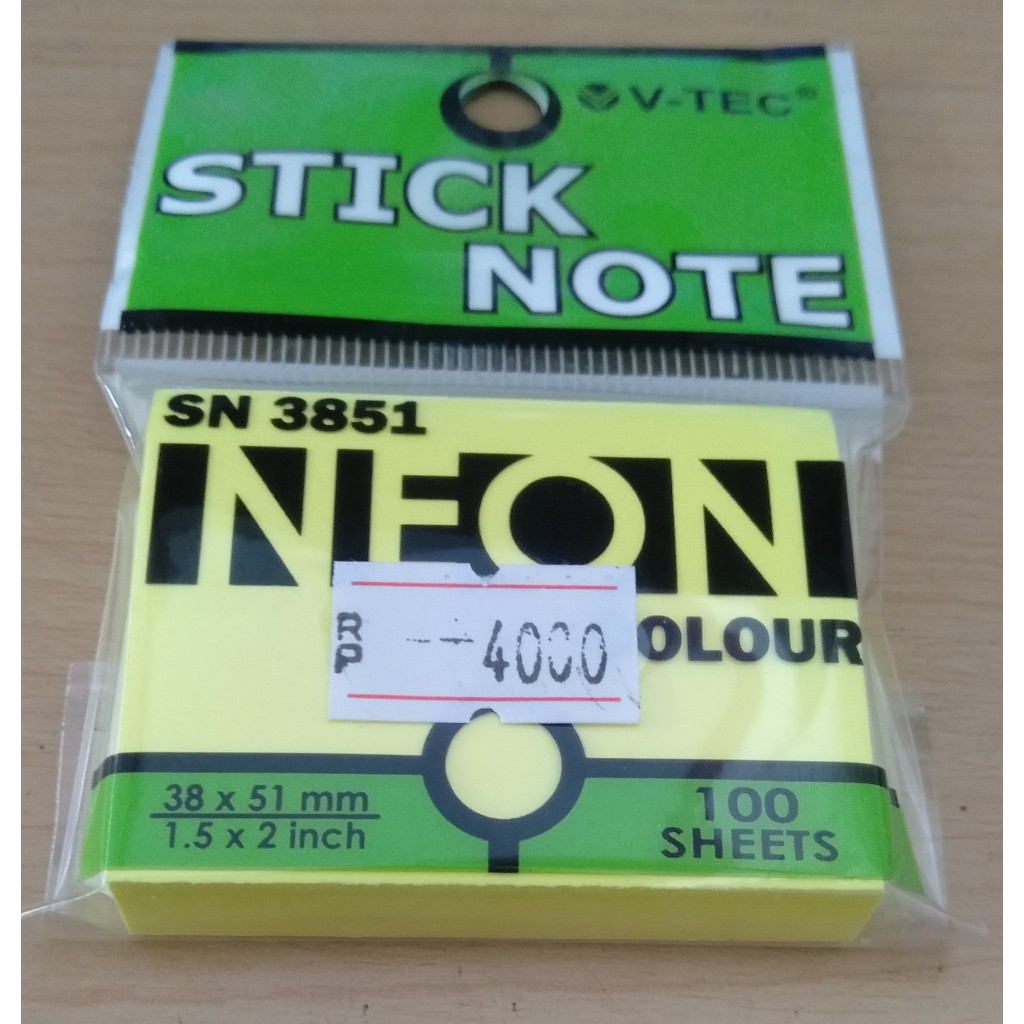 V-TEC®
STICK
NOTE
SN 3851
NEON
OLOUR
RP --4000
38 x 51 mm
1.5 x 2 inch
100
SHEETS